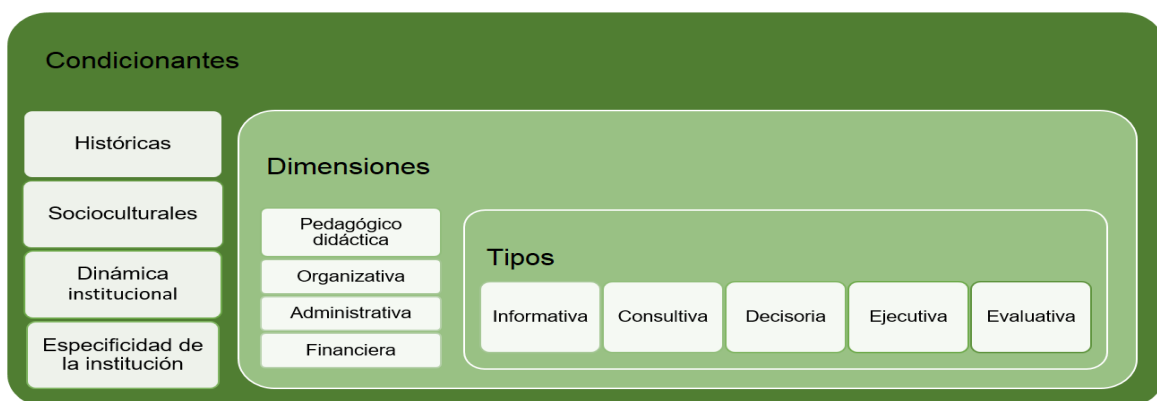 Condicionantes
Históricas
Socioculturales
Dinámica
institucional
Especificidad de
la institución
Dimensiones
Pedagógico
didáctica
Organizativa
Administrativa
Financiera
Tipos
Informativa
Consultiva
Decisoria
Ejecutiva
Evaluativa